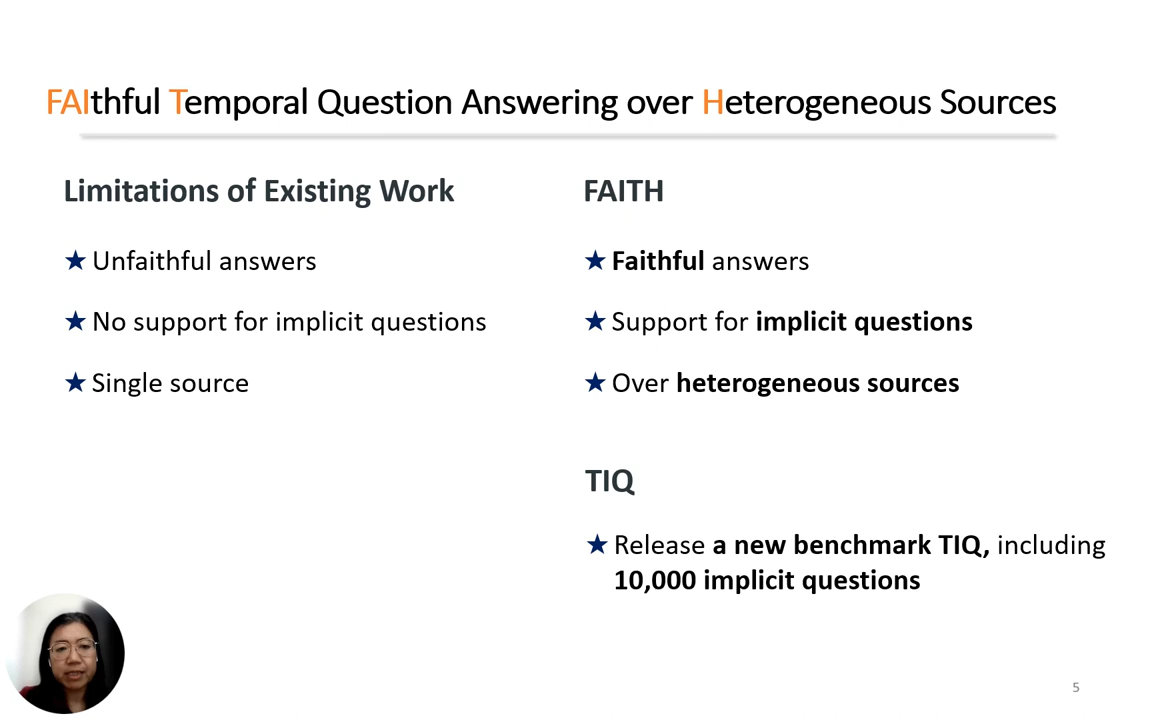 FAIthful Temporal Question Answering over Heterogeneous Sources
Limitations of Existing Work
★ Unfaithful answers
★ No support for implicit questions
★ Single source
FAITH
★ Faithful answers
★ Support for implicit questions
★ Over heterogeneous sources
TIQ
★ Release a new benchmark TIQ, including
10,000 implicit questions
5